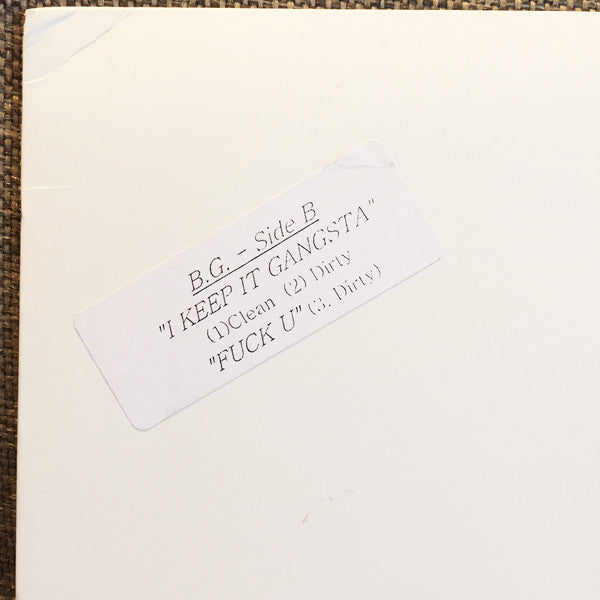 B.G. - Side B
"I KEEP IT GANGSTA"
(1)Clean (2) Dirty
"FUCK U" (3. Dirty)